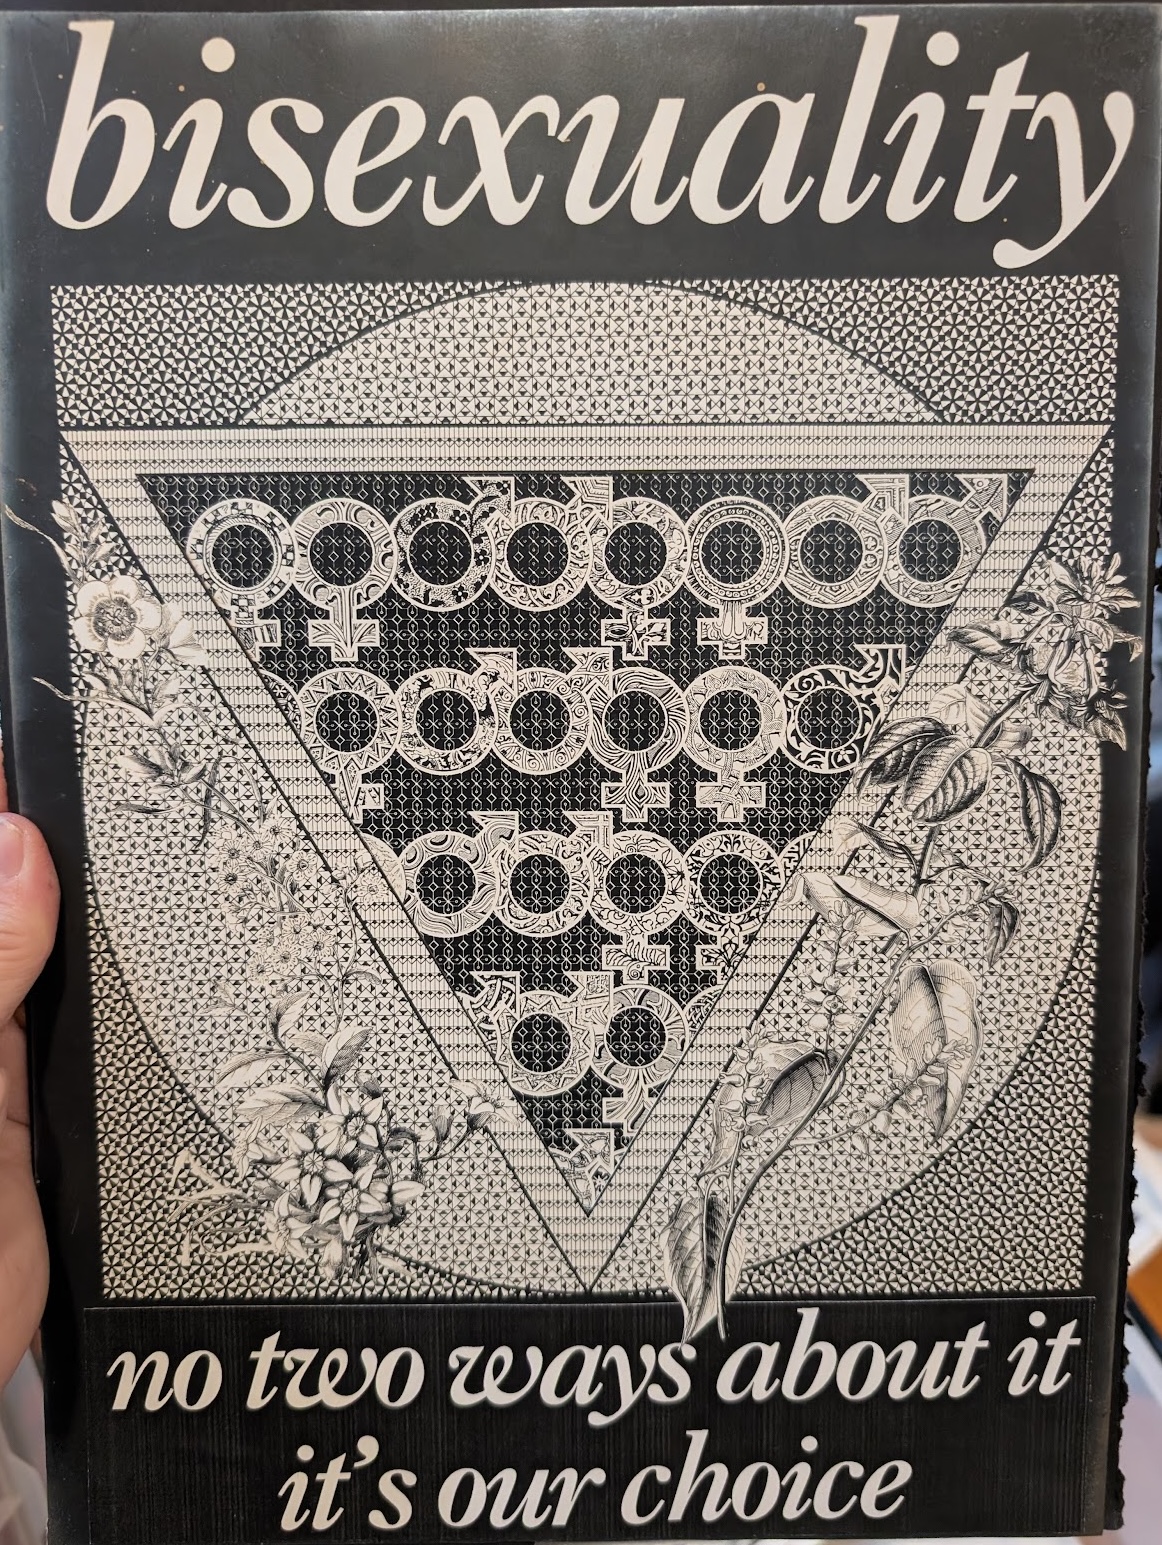 bisexuality
no two ways about it
it's our choice